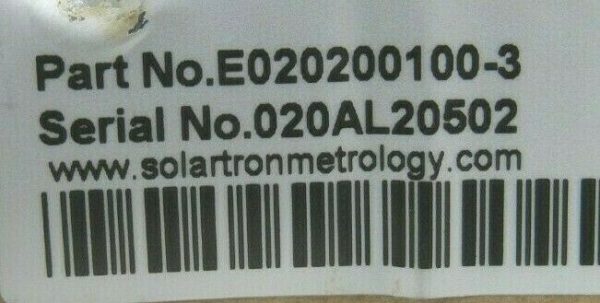 Part No.E020200100-3
Serial No.020AL20502
www.solartronmetrology.com